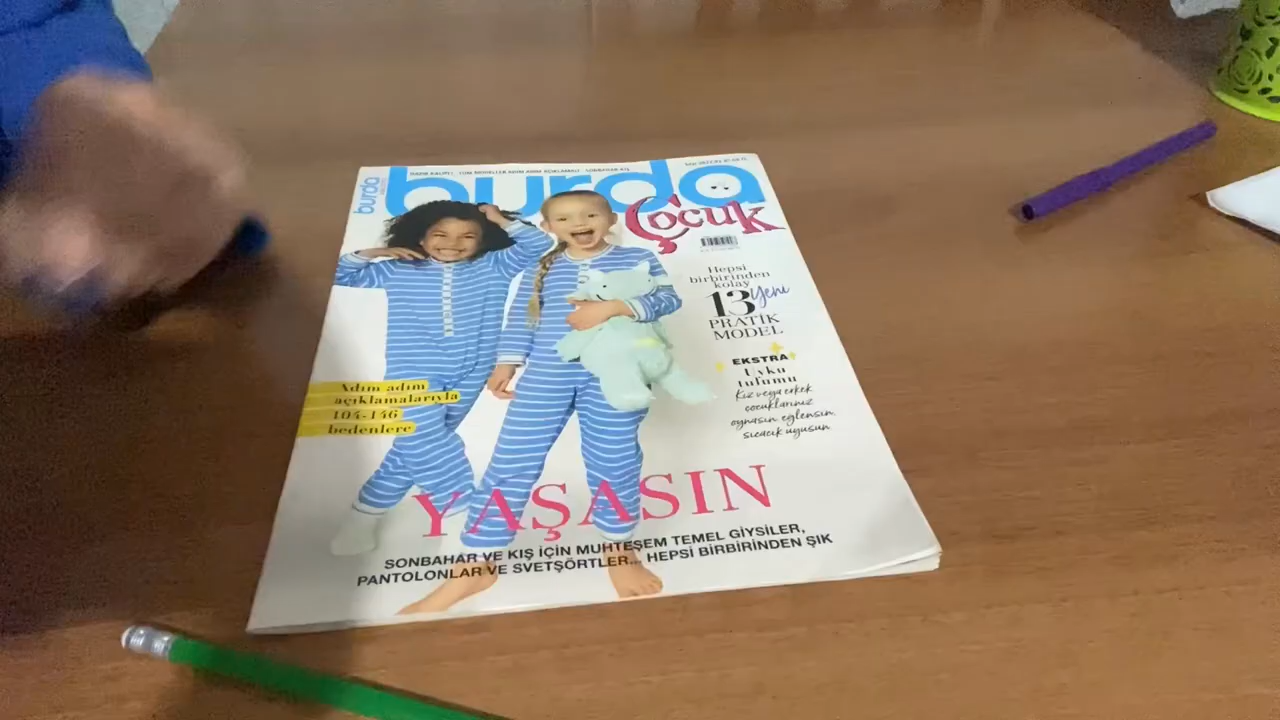 burda
burda
Çocuk
Hepsi
birbirinden
kolay
13 Yeni
PRATİK
MODEL
EKSTRA
Uyku
tulumu
Kız veya erkek
çocuklarınız
oynasın, eğlensin,
sıcacık uyusun
Adım adım
açıklamalarıyla
104-146
bedenlere
YAŞASIN
SONBAHAR VE KIŞ İÇİN MUHTEŞEM TEMEL GİYSİLER,
PANTOLONLAR VE SVETŞÖRTLER... HEPSİ BİRBİRİNDEN ŞIK